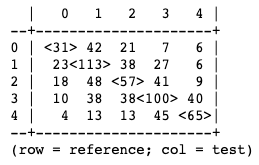 |   0   1   2   3   4 |
--+---------------------+
0 | <31> 42  21   7   6 |
1 |  23<113> 38  27   6 |
2 |  18  48 <57> 41   9 |
3 |  10  38  38<100> 40 |
4 |   4  13  13  45 <65>|
--+---------------------+
(row = reference; col = test)